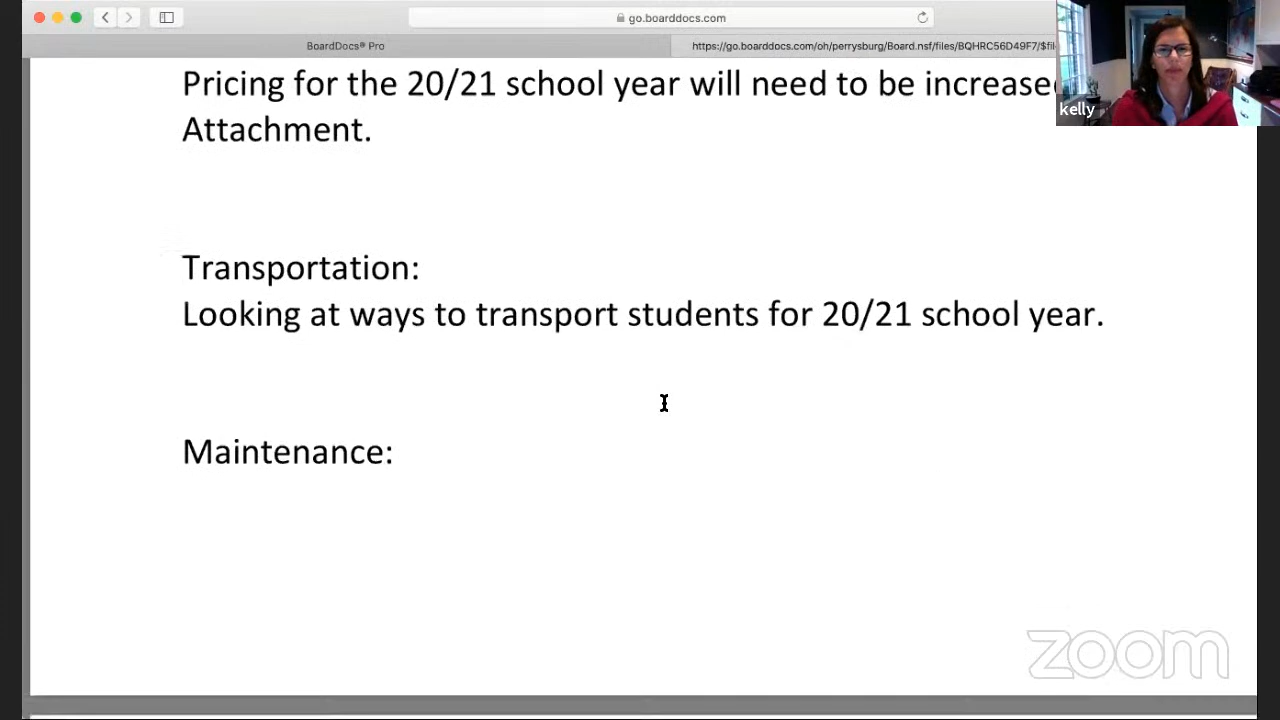 go.boarddocs.com
BoardDocs® Pro
https://go.boarddocs.com/oh/perrysburg/Board.nsf/files/BQHRC56D49F7/$fil
kelly
Pricing for the 20/21 school year will need to be increased
Attachment.
Transportation:
Looking at ways to transport students for 20/21 school year.
Maintenance:
zoom